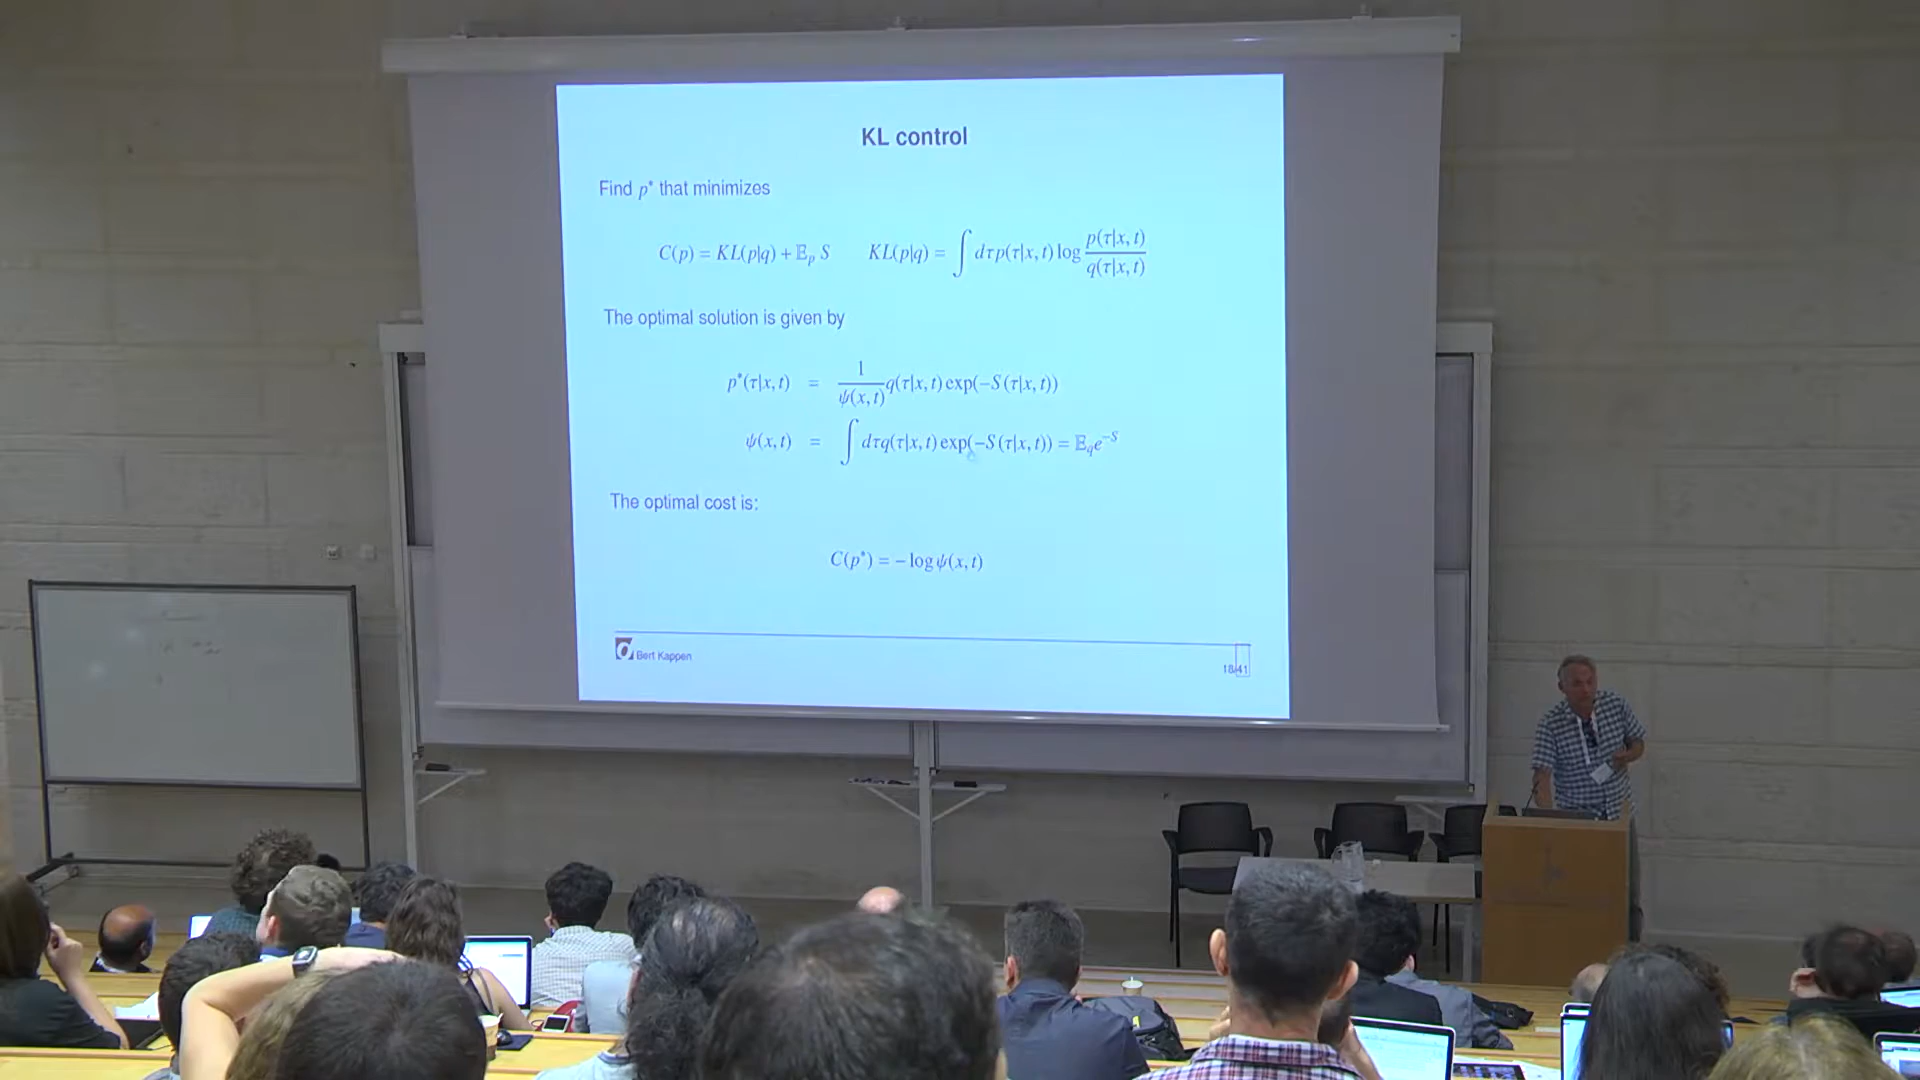 KL control
Find p* that minimizes
C(p) = KL(p|q) + 𝔼_p S    KL(p|q) = ∫ dτ p(τ|x, t) log p(τ|x, t) / q(τ|x, t)
The optimal solution is given by
p*(τ|x, t) = 1/ψ(x, t) q(τ|x, t) exp(−S(τ|x, t))
ψ(x, t) = ∫ dτ q(τ|x, t) exp(−S(τ|x, t)) = 𝔼_q e^{−S}
The optimal cost is:
C(p*) = − log ψ(x, t)
Bert Kappen
18/41